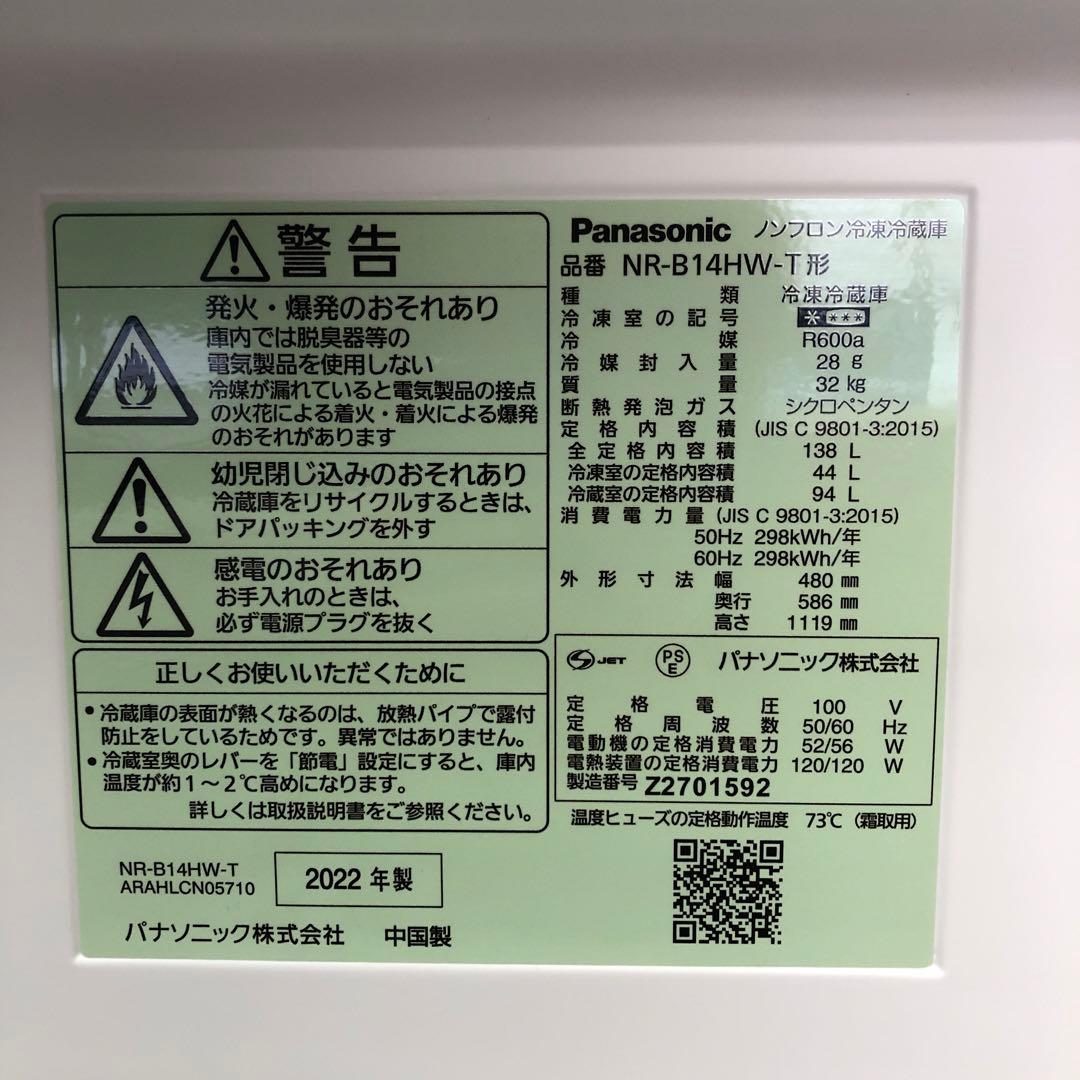 警告
発火・爆発のおそれあり
庫内では脱臭器等の
電気製品を使用しない
冷媒が漏れていると電気製品の接点
の火花による着火・着火による爆発
のおそれがあります
幼児閉じ込みのおそれあり
冷蔵庫をリサイクルするときは、
ドアパッキングを外す
感電のおそれあり
お手入れのときは、
必ず電源プラグを抜く
正しくお使いいただくために
・冷蔵庫の表面が熱くなるのは、放熱パイプで露付
防止をしているためです。異常ではありません。
・冷蔵室奥のレバーを「節電」設定にすると、庫内
温度が約1~2℃高めになります。
詳しくは取扱説明書をご参照ください。
NR-B14HW-T
ARAHLCN05710
2022 年製
パナソニック株式会社 中国製
Panasonic ノンフロン冷凍冷蔵庫
品番 NR-B14HW-T形
種類 冷凍冷蔵庫
冷凍室の記号 * ***
冷媒 R600a
冷媒封入量 28 g
質量 32 kg
断熱発泡ガス シクロペンタン
定格内容積 (JIS C 9801-3:2015)
全定格内容積 138 L
冷凍室の定格内容積 44 L
冷蔵室の定格内容積 94 L
消費電力量 (JIS C 9801-3:2015)
50Hz 298kWh/年
60Hz 298kWh/年
外形寸法 幅 480 mm
奥行 586 mm
高さ 1119 mm
S JET PS E パナソニック株式会社
定格電圧 100 V
定格周波数 50/60 Hz
電動機の定格消費電力 52/56 W
電熱装置の定格消費電力 120/120 W
製造番号 Z2701592
温度ヒューズの定格動作温度 73℃(霜取用)